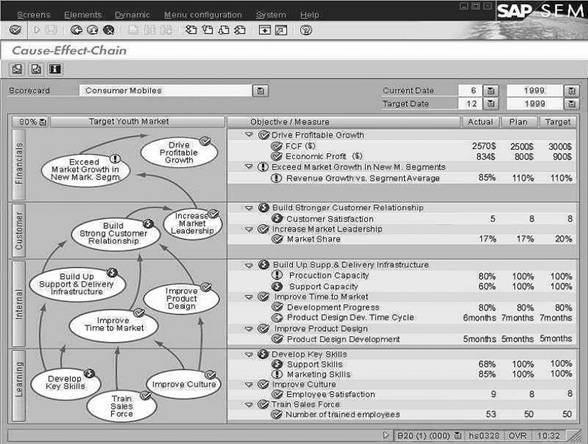 Screens Elements Dynamic Menu configuration System Help
SAP SEM
Cause-Effect-Chain
Scorecard Consumer Mobiles Current Date 6 1999
Target Date 12 1999
80% Target Youth Market Objective / Measure Actual Plan Target
Financials
Drive
Profitable
Growth
Exceed
Market Growth in
New Mark. Segm.
Customer
Increase
Market
Leadership
Build
Strong Customer
Relationship
Internal
Build Up
Support & Delivery
Infrastructure
Improve
Product
Design
Improve
Time to Market
Learning
Develop
Key Skills
Train
Sales
Force
Improve Culture
Drive Profitable Growth
FCF ($) 2570$ 2500$ 3000$
Economic Profit ($) 834$ 800$ 900$
Exceed Market Growth in New M. Segments
Revenue Growth vs. Segment Average 85% 110% 110%
Build Stronger Customer Relationship
Customer Satisfaction 5 8 8
Increase Market Leadership
Market Share 17% 17% 20%
Build Up Supp.& Delivery Infrastructure
Procuction Capacity 80% 100% 100%
Support Capacity 60% 100% 100%
Improve Time to Market
Development Progress 80% 80% 80%
Product Design Dev. Time Cycle 6months 7months 7months
Improve Product Design
Product Design Development 5months 5months 5months
Develop Key Skills
Support Skills 68% 100% 100%
Marketing Skills 85% 100% 100%
Improve Culture
Employee Satisfaction 9 8 8
Train Sales Force
Number of trained employees 53 50 50
B20 (1) (000) hs0328 OVR 10:32